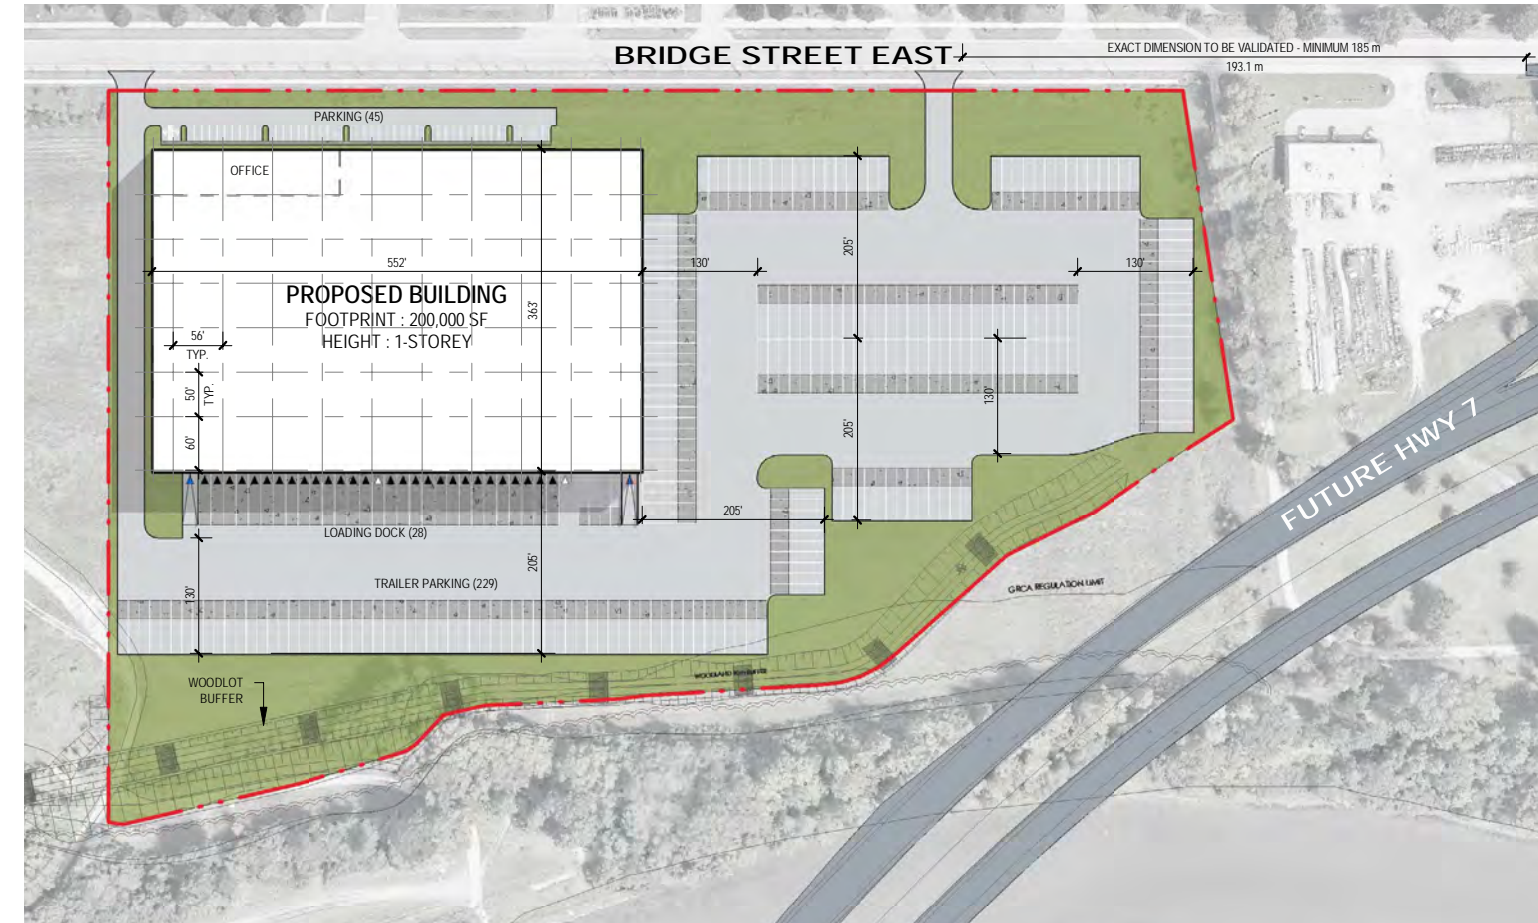 BRIDGE STREET EAST
EXACT DIMENSION TO BE VALIDATED - MINIMUM 185 m
193.1 m
PARKING (45)
OFFICE
552'
130'
205'
130'
PROPOSED BUILDING
FOOTPRINT : 200,000 SF
HEIGHT : 1-STOREY
363'
56'
TYP.
50'
TYP.
60'
130'
205'
FUTURE HWY 7
205'
LOADING DOCK (28)
205'
TRAILER PARKING (229)
130'
GRCA REGULATION LIMIT
WOODLOT
BUFFER